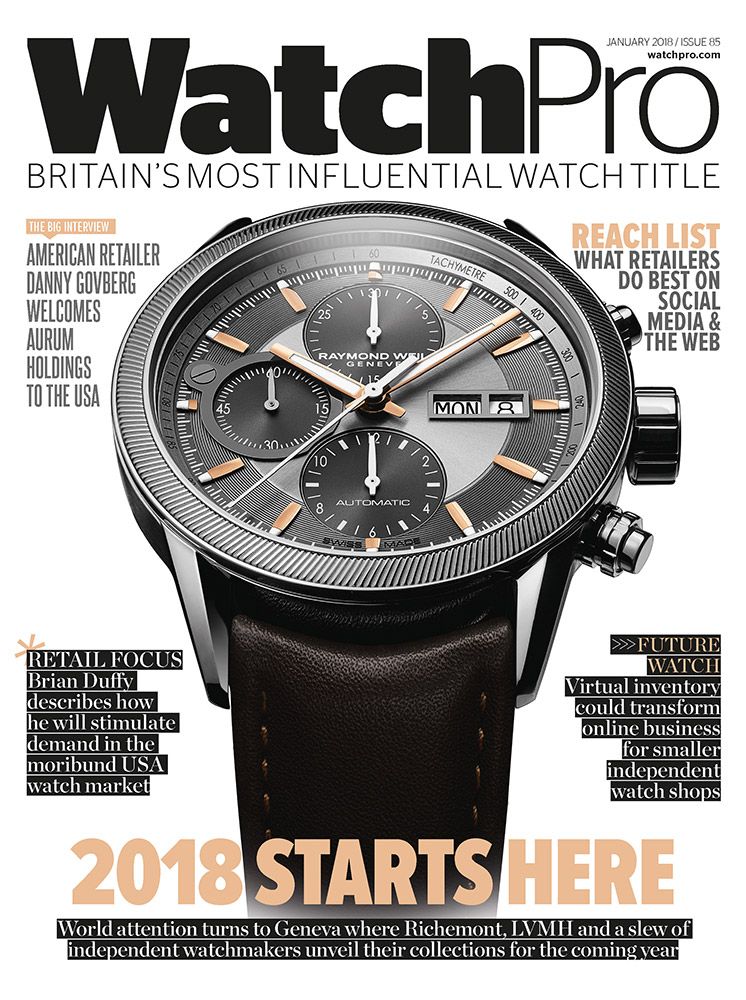 JANUARY 2018 / ISSUE 85
watchpro.com
WatchPro
BRITAIN'S MOST INFLUENTIAL WATCH TITLE
THE BIG INTERVIEW
AMERICAN RETAILER
DANNY GOVBERG
WELCOMES
AURUM
HOLDINGS
TO THE USA
REACH LIST
WHAT RETAILERS
DO BEST ON
SOCIAL
MEDIA &
THE WEB
TACHYMETRE
60
65
500
400
300
240
200
30
25
5
RAYMOND WEIL
GENEVE
15
60
45
15
30
MON 8
12
10
2
8
4
6
AUTOMATIC
SWISS MADE
*
RETAIL FOCUS
Brian Duffy
describes how
he will stimulate
demand in the
moribund USA
watch market
>>>FUTURE
WATCH
Virtual inventory
could transform
online business
for smaller
independent
watch shops
2018 STARTS HERE
World attention turns to Geneva where Richemont, LVMH and a slew of
independent watchmakers unveil their collections for the coming year